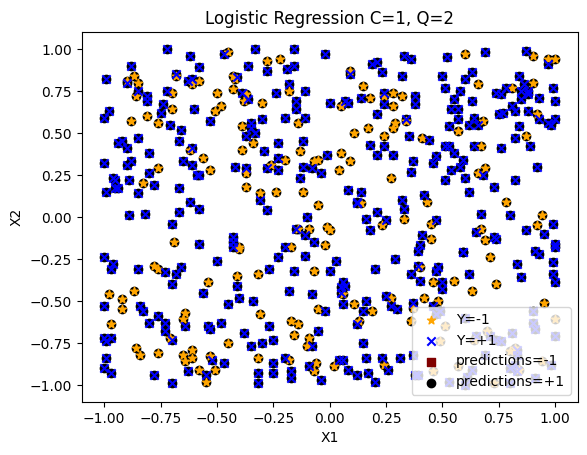 Logistic Regression C=1, Q=2
1.00
0.75
0.50
0.25
0.00
−0.25
−0.50
−0.75
−1.00
X2
Y=-1
Y=+1
predictions=-1
predictions=+1
−1.00 −0.75 −0.50 −0.25 0.00 0.25 0.50 0.75 1.00
X1